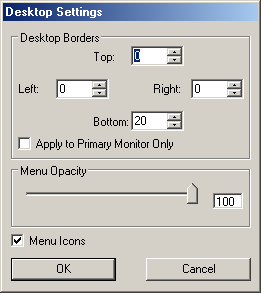 Desktop Settings
Desktop Borders
Top: 0
Left: 0 Right: 0
Bottom: 20
Apply to Primary Monitor Only
Menu Opacity
100
Menu Icons
OK Cancel